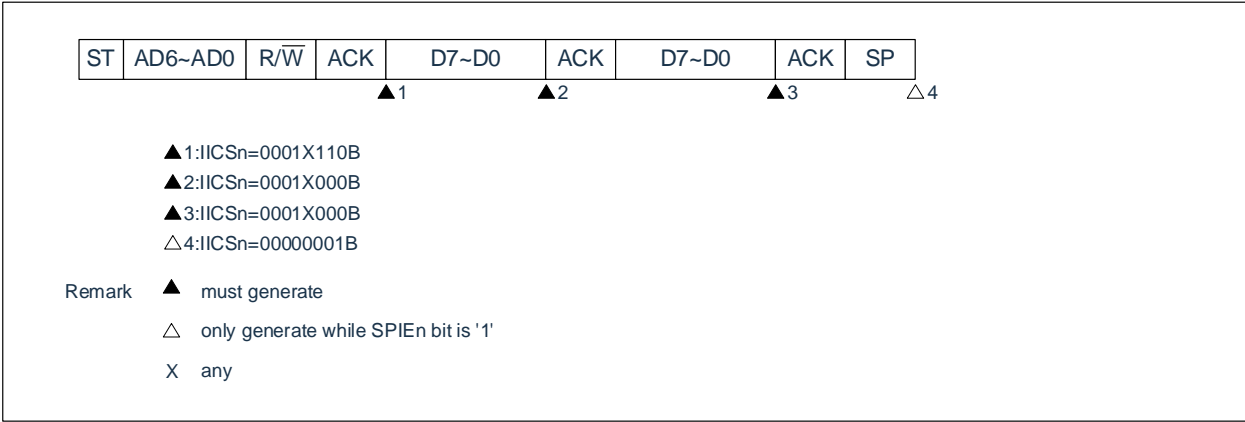 ST AD6~AD0 R/W̅ ACK D7~D0 ACK D7~D0 ACK SP
▲1 ▲2 ▲3 △4
▲1:IICSn=0001X110B
▲2:IICSn=0001X000B
▲3:IICSn=0001X000B
△4:IICSn=00000001B
Remark ▲ must generate
△ only generate while SPIEn bit is '1'
X any